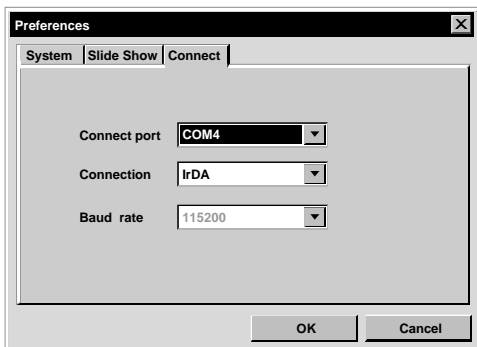 Preferences
System Slide Show Connect
Connect port COM4
Connection IrDA
Baud rate 115200
OK Cancel